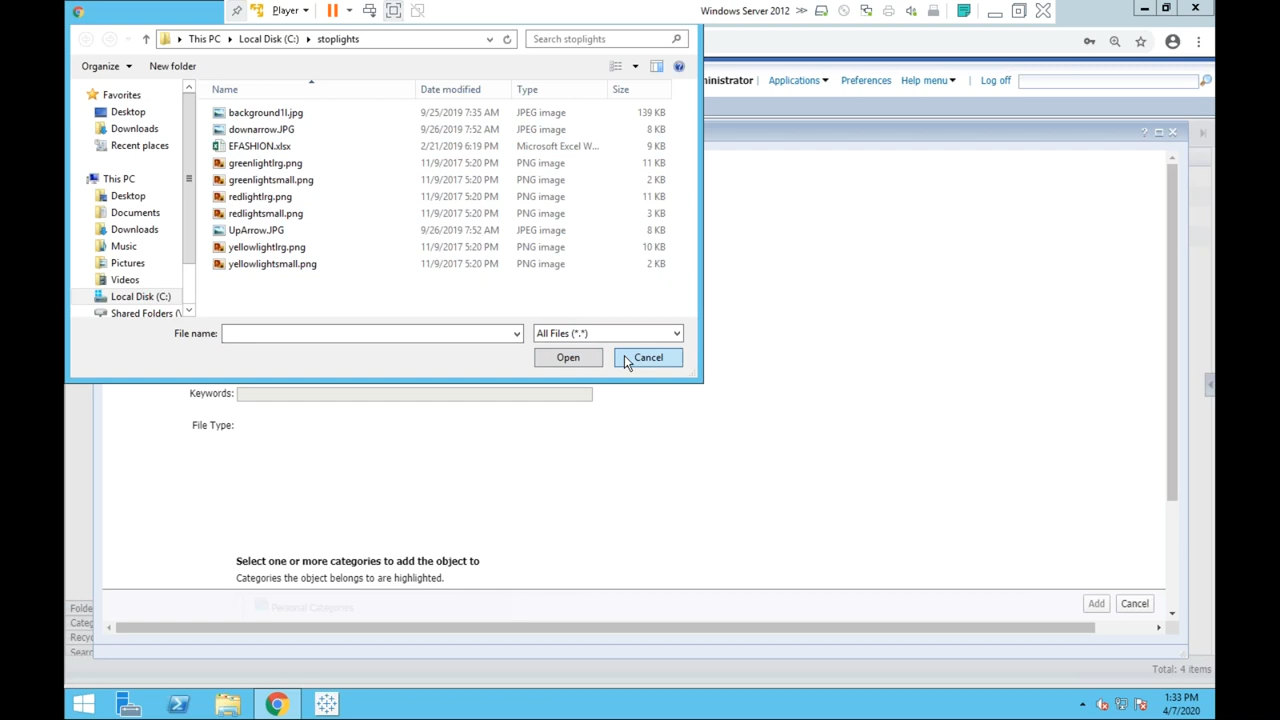 Player
Windows Server 2012
This PC
Local Disk (C:)
stoplights
Search stoplights
Organize
New folder
ministrator
Applications
Preferences
Help menu
Log off
Name
Date modified
Type
Size
Favorites
Desktop
Downloads
Recent places
This PC
Desktop
Documents
Downloads
Music
Pictures
Videos
Local Disk (C:)
Shared Folders (\
background1l.jpg 9/25/2019 7:35 AM JPEG image 139 KB
downarrow.JPG 9/26/2019 7:52 AM JPEG image 8 KB
EFASHION.xlsx 2/21/2019 6:19 PM Microsoft Excel W... 9 KB
greenlightlrg.png 11/9/2017 5:20 PM PNG image 11 KB
greenlightsmall.png 11/9/2017 5:20 PM PNG image 2 KB
redlightlrg.png 11/9/2017 5:20 PM PNG image 11 KB
redlightsmall.png 11/9/2017 5:20 PM PNG image 3 KB
UpArrow.JPG 9/26/2019 7:52 AM JPEG image 8 KB
yellowlightlrg.png 11/9/2017 5:20 PM PNG image 10 KB
yellowlightsmall.png 11/9/2017 5:20 PM PNG image 2 KB
File name:
All Files (*.*)
Open
Cancel
Keywords:
File Type:
Select one or more categories to add the object to
Categories the object belongs to are highlighted.
Personal Categories
Add
Cancel
Folde
Categ
Recyc
Searc
Total: 4 items
1:33 PM
4/7/2020